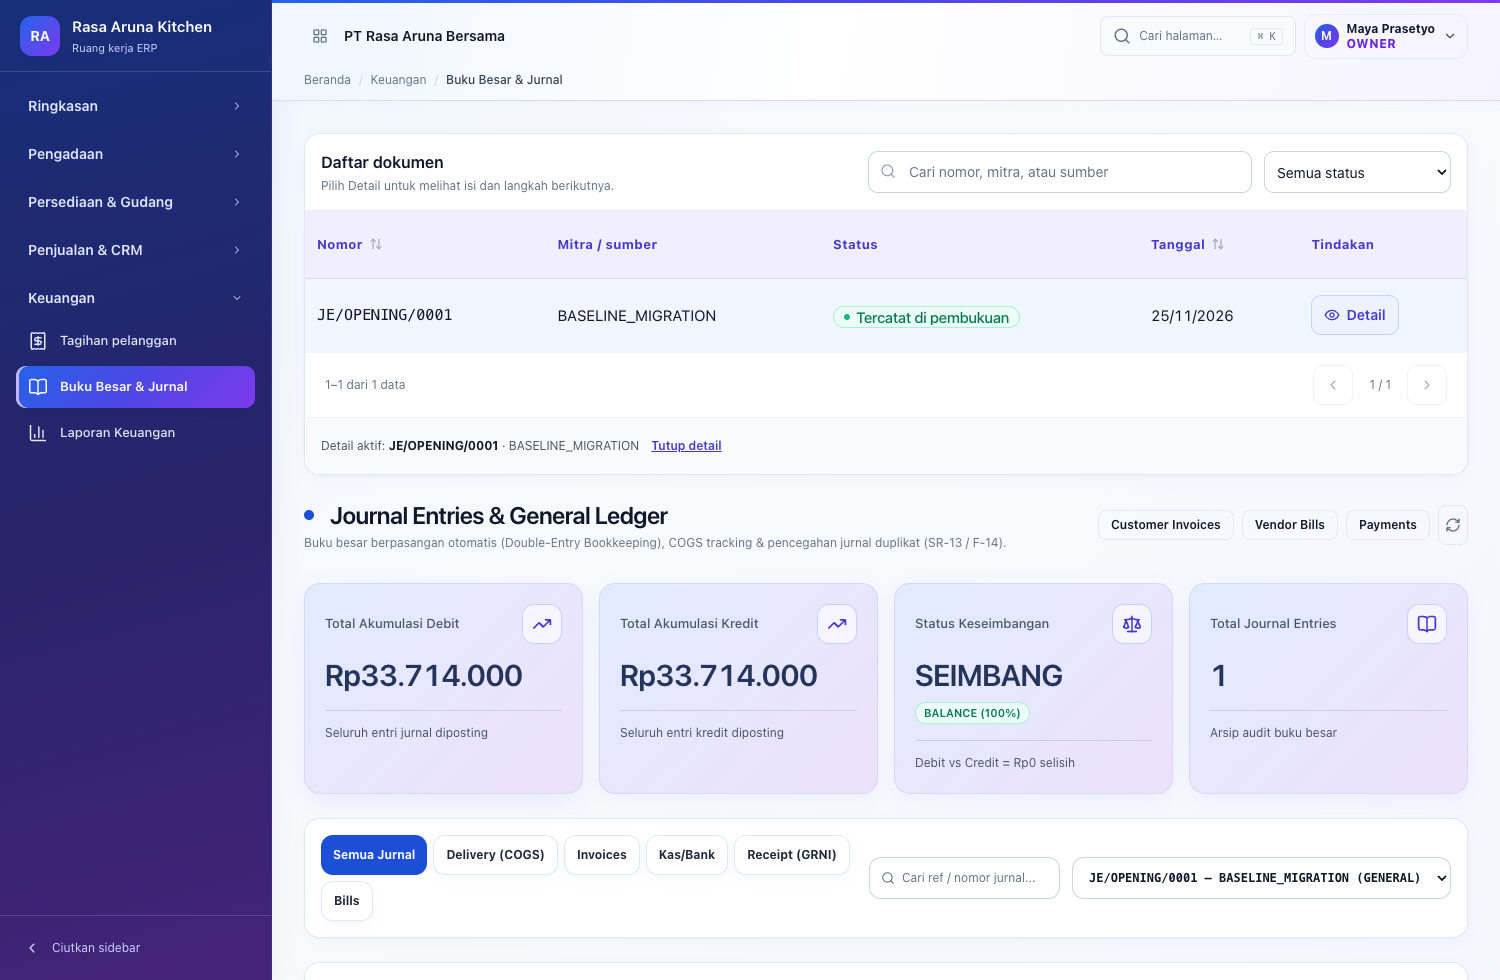 RA
Rasa Aruna Kitchen
Ruang kerja ERP
Ringkasan
Pengadaan
Persediaan & Gudang
Penjualan & CRM
Keuangan
Tagihan pelanggan
Buku Besar & Jurnal
Laporan Keuangan
Ciutkan sidebar
PT Rasa Aruna Bersama
Cari halaman...
⌘ K
M
Maya Prasetyo
OWNER
Beranda / Keuangan / Buku Besar & Jurnal
Daftar dokumen
Pilih Detail untuk melihat isi dan langkah berikutnya.
Cari nomor, mitra, atau sumber
Semua status
Nomor Mitra / sumber Status Tanggal Tindakan
JE/OPENING/0001 BASELINE_MIGRATION Tercatat di pembukuan 25/11/2026 Detail
1–1 dari 1 data
1 / 1
Detail aktif: JE/OPENING/0001 · BASELINE_MIGRATION Tutup detail
Journal Entries & General Ledger
Buku besar berpasangan otomatis (Double-Entry Bookkeeping), COGS tracking & pencegahan jurnal duplikat (SR-13 / F-14).
Customer Invoices
Vendor Bills
Payments
Total Akumulasi Debit
Rp33.714.000
Seluruh entri jurnal diposting
Total Akumulasi Kredit
Rp33.714.000
Seluruh entri kredit diposting
Status Keseimbangan
SEIMBANG
BALANCE (100%)
Debit vs Credit = Rp0 selisih
Total Journal Entries
1
Arsip audit buku besar
Semua Jurnal
Delivery (COGS)
Invoices
Kas/Bank
Receipt (GRNI)
Bills
Cari ref / nomor jurnal...
JE/OPENING/0001 — BASELINE_MIGRATION (GENERAL)